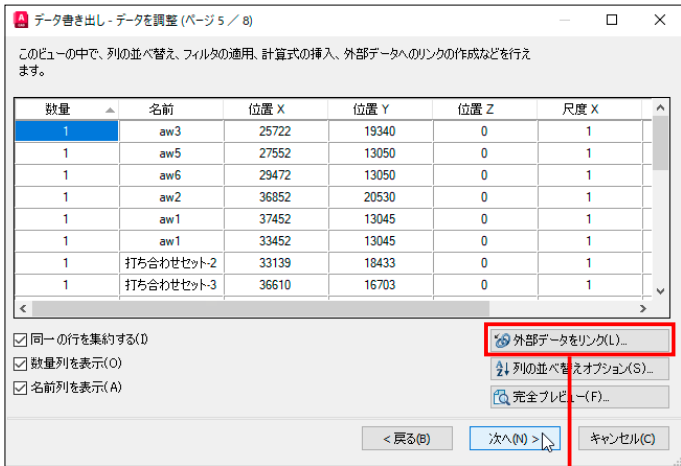 データ書き出し - データを調整 (ページ 5 ／ 8)
このビューの中で、列の並べ替え、フィルタの適用、計算式の挿入、外部データへのリンクの作成などを行え
ます。
数量 名前 位置 X 位置 Y 位置 Z 尺度 X
1 aw3 25722 19340 0 1
1 aw5 27552 13050 0 1
1 aw6 29472 13050 0 1
1 aw2 36852 20530 0 1
1 aw1 37452 13045 0 1
1 aw1 33452 13045 0 1
1 打ち合わせセット-2 33139 18433 0 1
1 打ち合わせセット-3 36610 16703 0 1
同一の行を集約する(I)
外部データをリンク(L)...
数量列を表示(O)
列の並べ替えオプション(S)...
名前列を表示(A)
完全プレビュー(F)...
< 戻る(B) 次へ(N) > キャンセル(C)